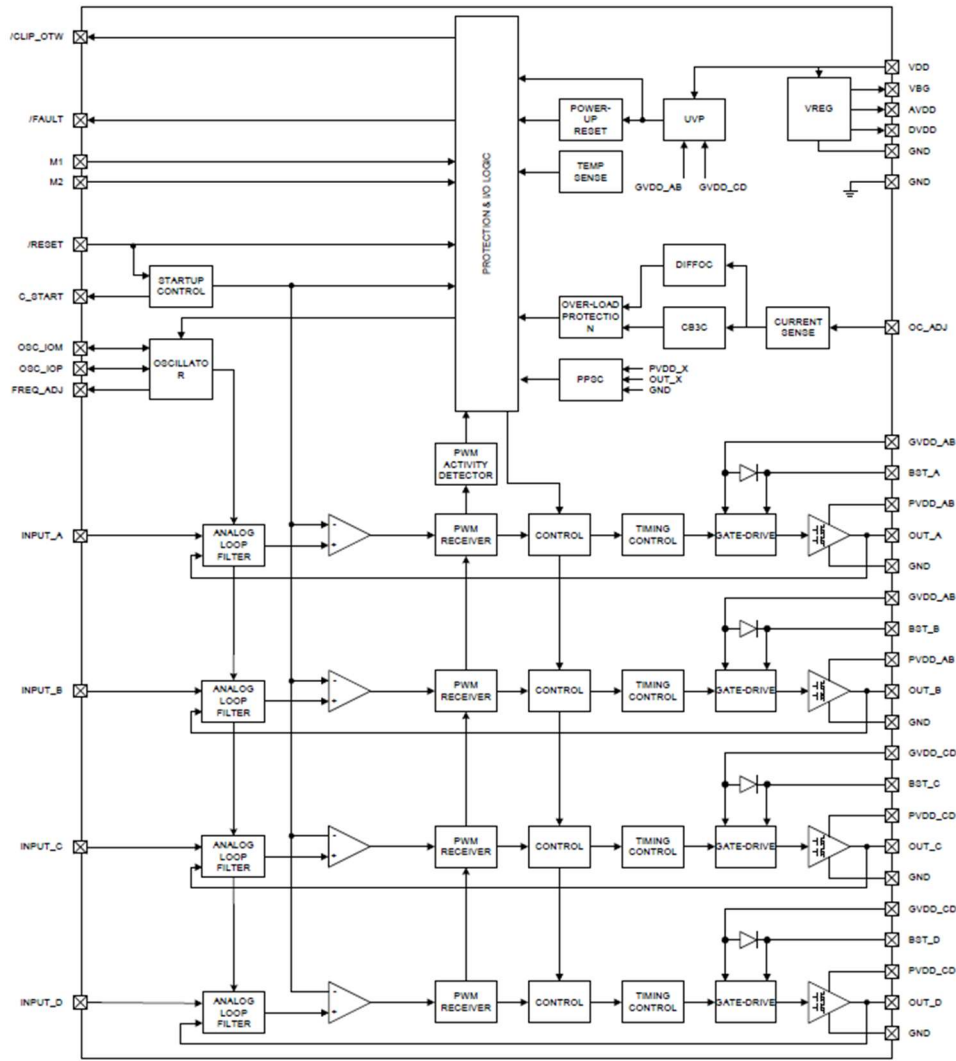 /CLIP_OTW
VDD
VBG
POWER-
UP
RESET
UVP
VREG
AVDD
/FAULT
DVDD
GND
M1
TEMP
SENSE
M2
GVDD_AB
GVDD_CD
GND
PROTECTION & I/O LOGIC
/RESET
STARTUP
CONTROL
DIFFOC
C_START
OVER-LOAD
PROTECTIO
N
CB3C
CURRENT
SENSE
OC_ADJ
OSC_IOM
OSCILLATO
R
OSC_IOP
FREQ_ADJ
PPSC
PVDD_X
OUT_X
GND
PWM
ACTIVITY
DETECTOR
GVDD_AB
BST_A
PVDD_AB
INPUT_A
ANALOG
LOOP
FILTER
-
+
PWM
RECEIVER
CONTROL
TIMING
CONTROL
GATE-DRIVE
OUT_A
GND
GVDD_AB
BST_B
PVDD_AB
INPUT_B
ANALOG
LOOP
FILTER
-
+
PWM
RECEIVER
CONTROL
TIMING
CONTROL
GATE-DRIVE
OUT_B
GND
GVDD_CD
BST_C
PVDD_CD
INPUT_C
ANALOG
LOOP
FILTER
-
+
PWM
RECEIVER
CONTROL
TIMING
CONTROL
GATE-DRIVE
OUT_C
GND
GVDD_CD
BST_D
PVDD_CD
INPUT_D
ANALOG
LOOP
FILTER
-
+
PWM
RECEIVER
CONTROL
TIMING
CONTROL
GATE-DRIVE
OUT_D
GND